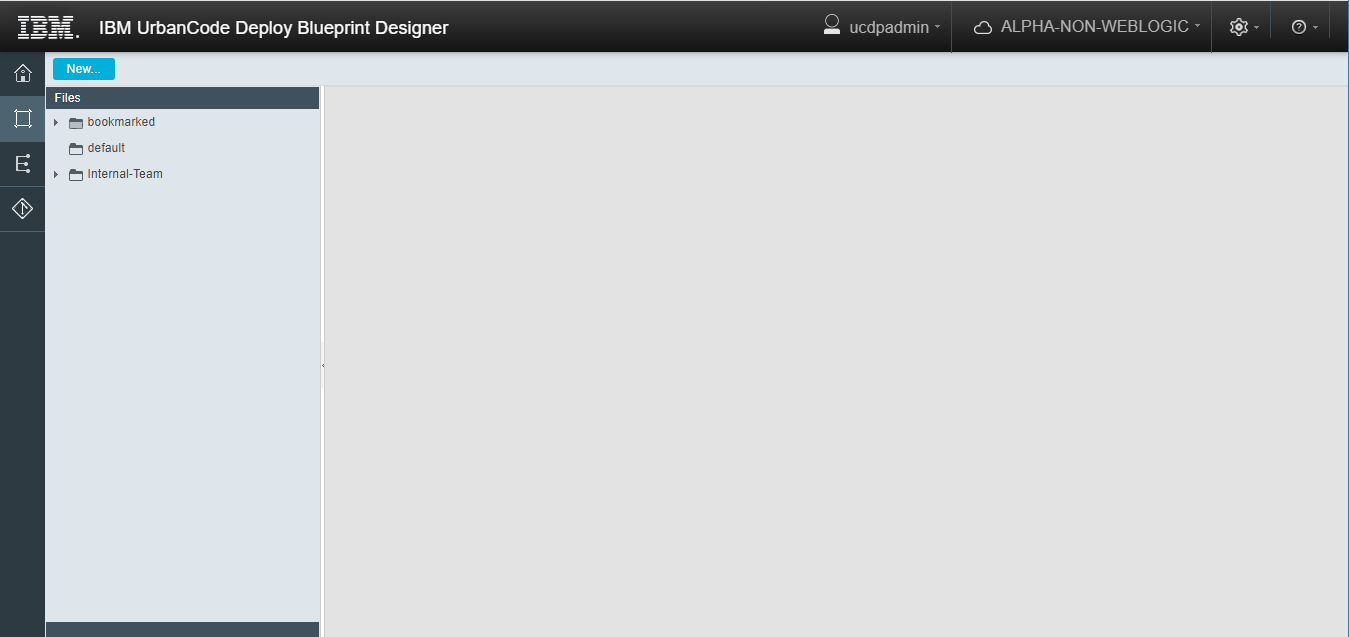 IBM. IBM UrbanCode Deploy Blueprint Designer ucdpadmin ALPHA-NON-WEBLOGIC
New...
Files
bookmarked
default
Internal-Team